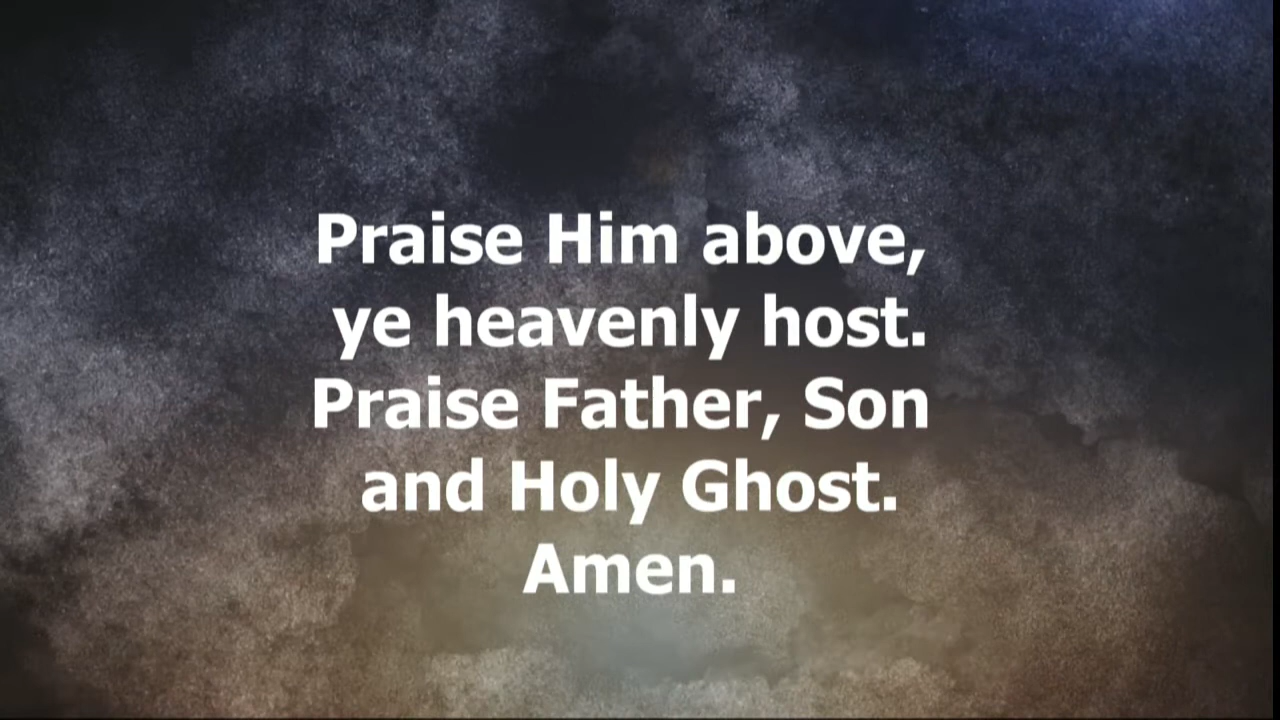 Praise Him above,
ye heavenly host.
Praise Father, Son
and Holy Ghost.
Amen.